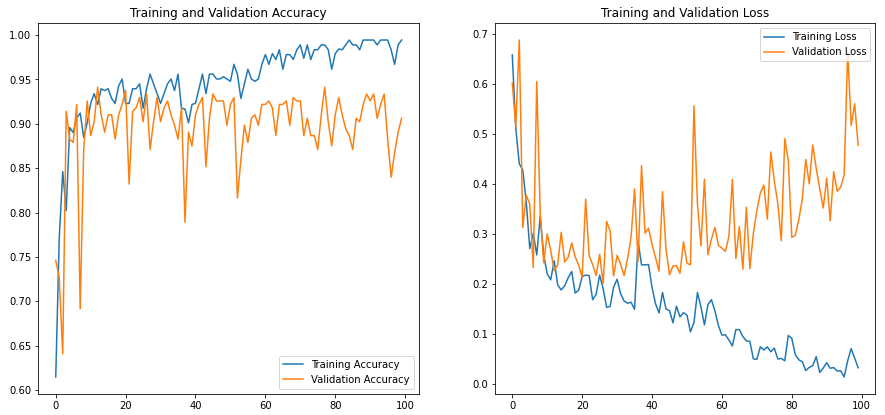 Training and Validation Accuracy
1.00
0.95
0.90
0.85
0.80
0.75
0.70
0.65
0.60
0 20 40 60 80 100
Training Accuracy
Validation Accuracy
Training and Validation Loss
0.7
0.6
0.5
0.4
0.3
0.2
0.1
0.0
0 20 40 60 80 100
Training Loss
Validation Loss